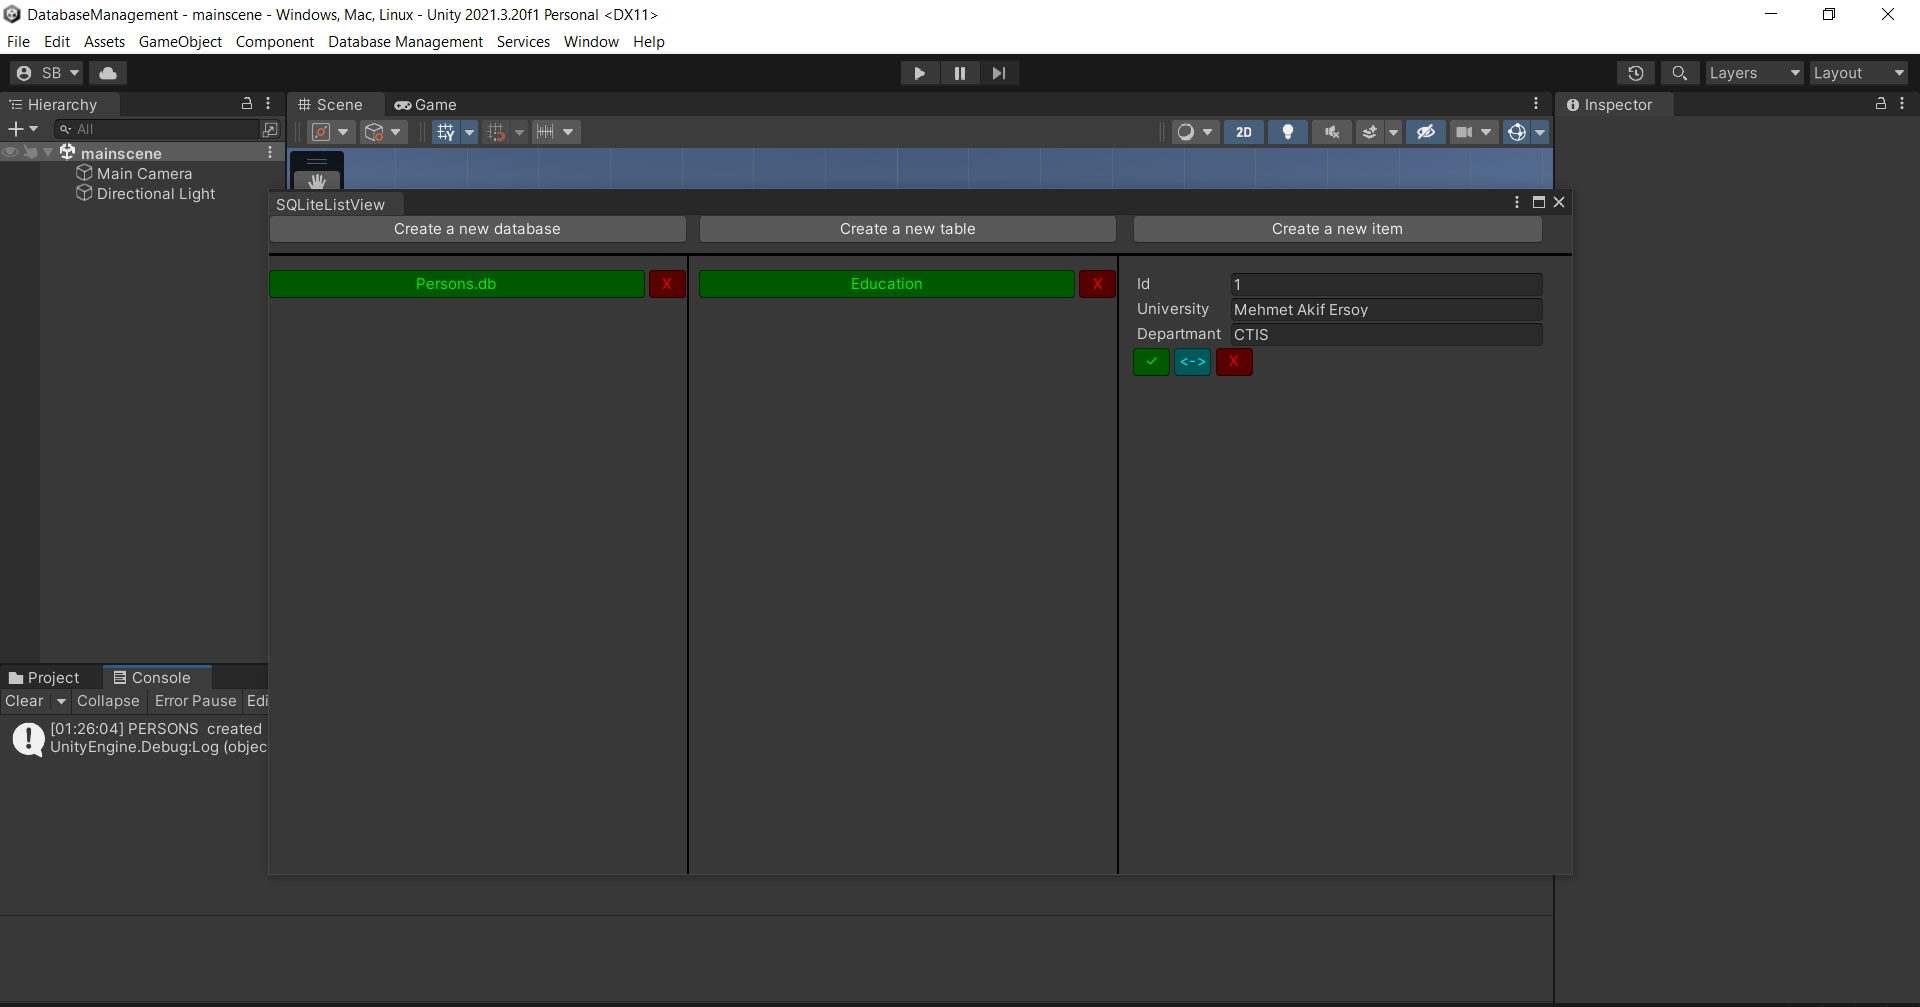 DatabaseManagement - mainscene - Windows, Mac, Linux - Unity 2021.3.20f1 Personal <DX11>
File Edit Assets GameObject Component Database Management Services Window Help
SB Layers Layout
Hierarchy Scene Game Inspector
All 2D
mainscene
Main Camera
Directional Light
SQLiteListView
Create a new database Create a new table Create a new item
Persons.db X Education X Id 1
University Mehmet Akif Ersoy
Departmant CTIS
✓ <-> X
Project Console
Clear Collapse Error Pause Edi
[01:26:04] PERSONS created
UnityEngine.Debug:Log (objec